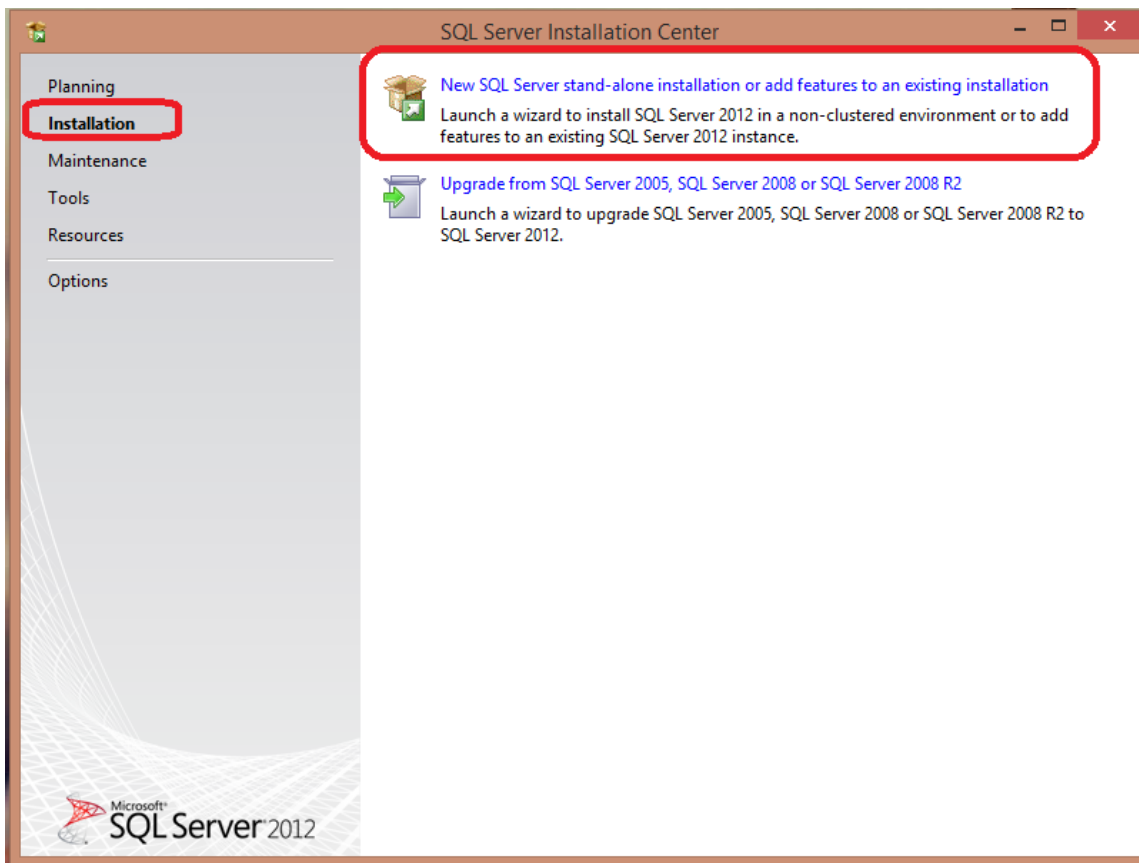 SQL Server Installation Center
Planning
Installation
Maintenance
Tools
Resources
Options
New SQL Server stand-alone installation or add features to an existing installation
Launch a wizard to install SQL Server 2012 in a non-clustered environment or to add
features to an existing SQL Server 2012 instance.
Upgrade from SQL Server 2005, SQL Server 2008 or SQL Server 2008 R2
Launch a wizard to upgrade SQL Server 2005, SQL Server 2008 or SQL Server 2008 R2 to
SQL Server 2012.
Microsoft®
SQL Server® 2012